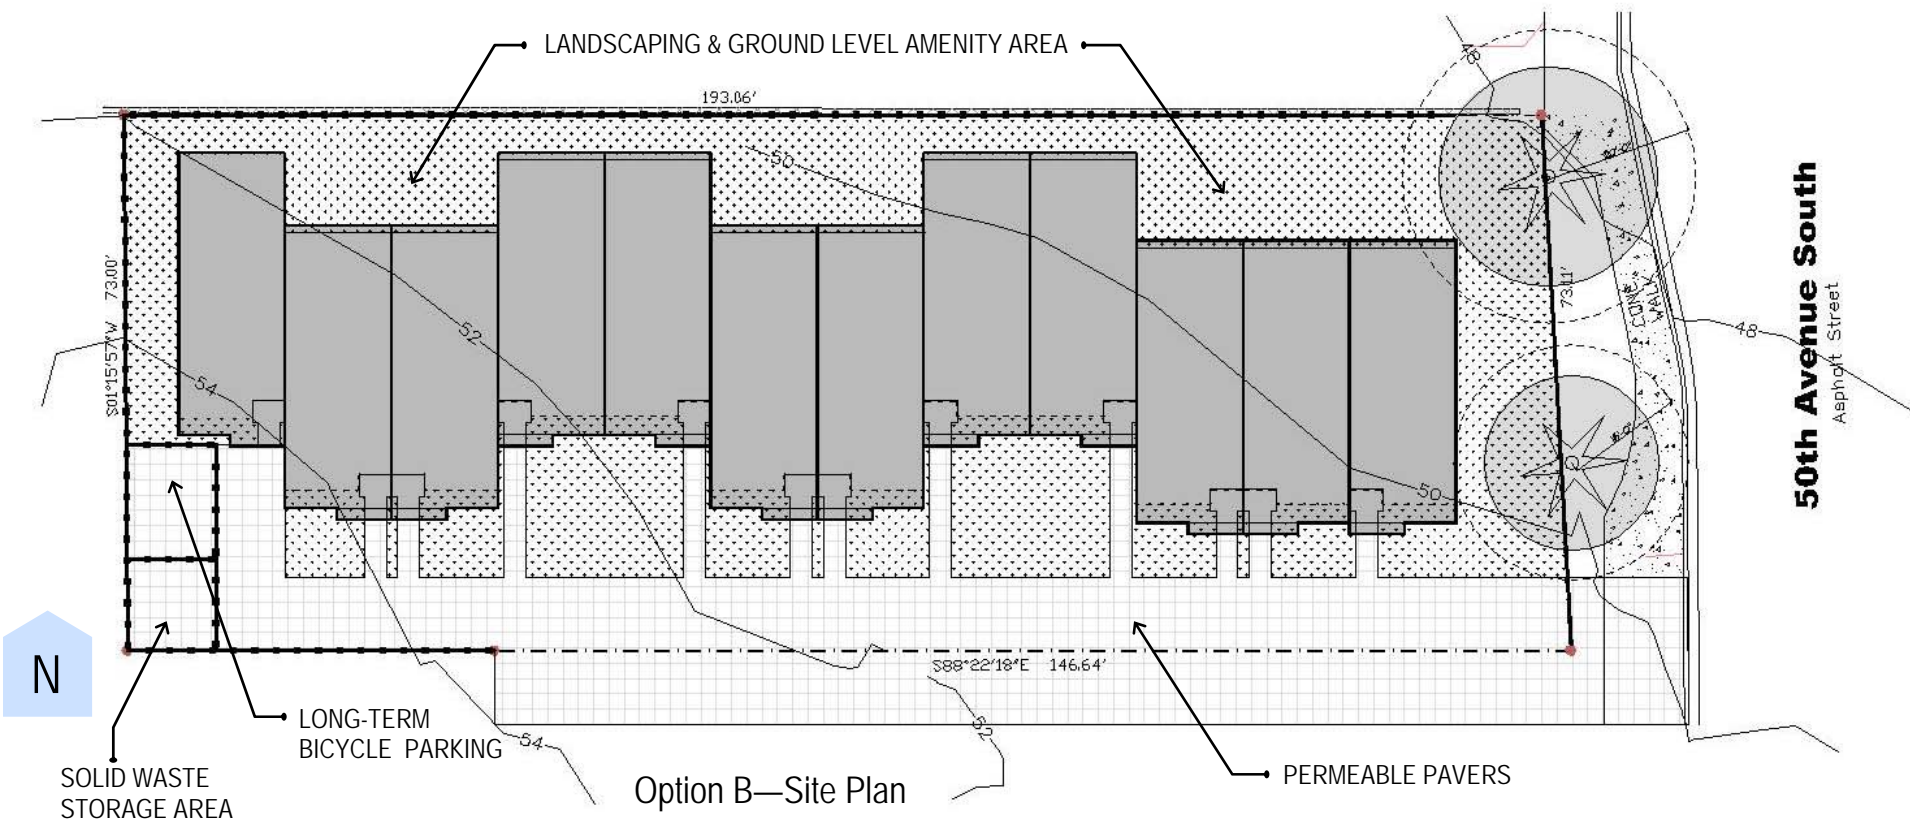 LANDSCAPING & GROUND LEVEL AMENITY AREA
193.06'
48
50
S01°15'57"W 73.00'
52
54
73.11'
CONC
WALK
48
50th Avenue South
Asphalt Street
50
S88°22'18"E 146.64'
N
LONG-TERM
BICYCLE PARKING
54
52
SOLID WASTE
STORAGE AREA
Option B—Site Plan
PERMEABLE PAVERS